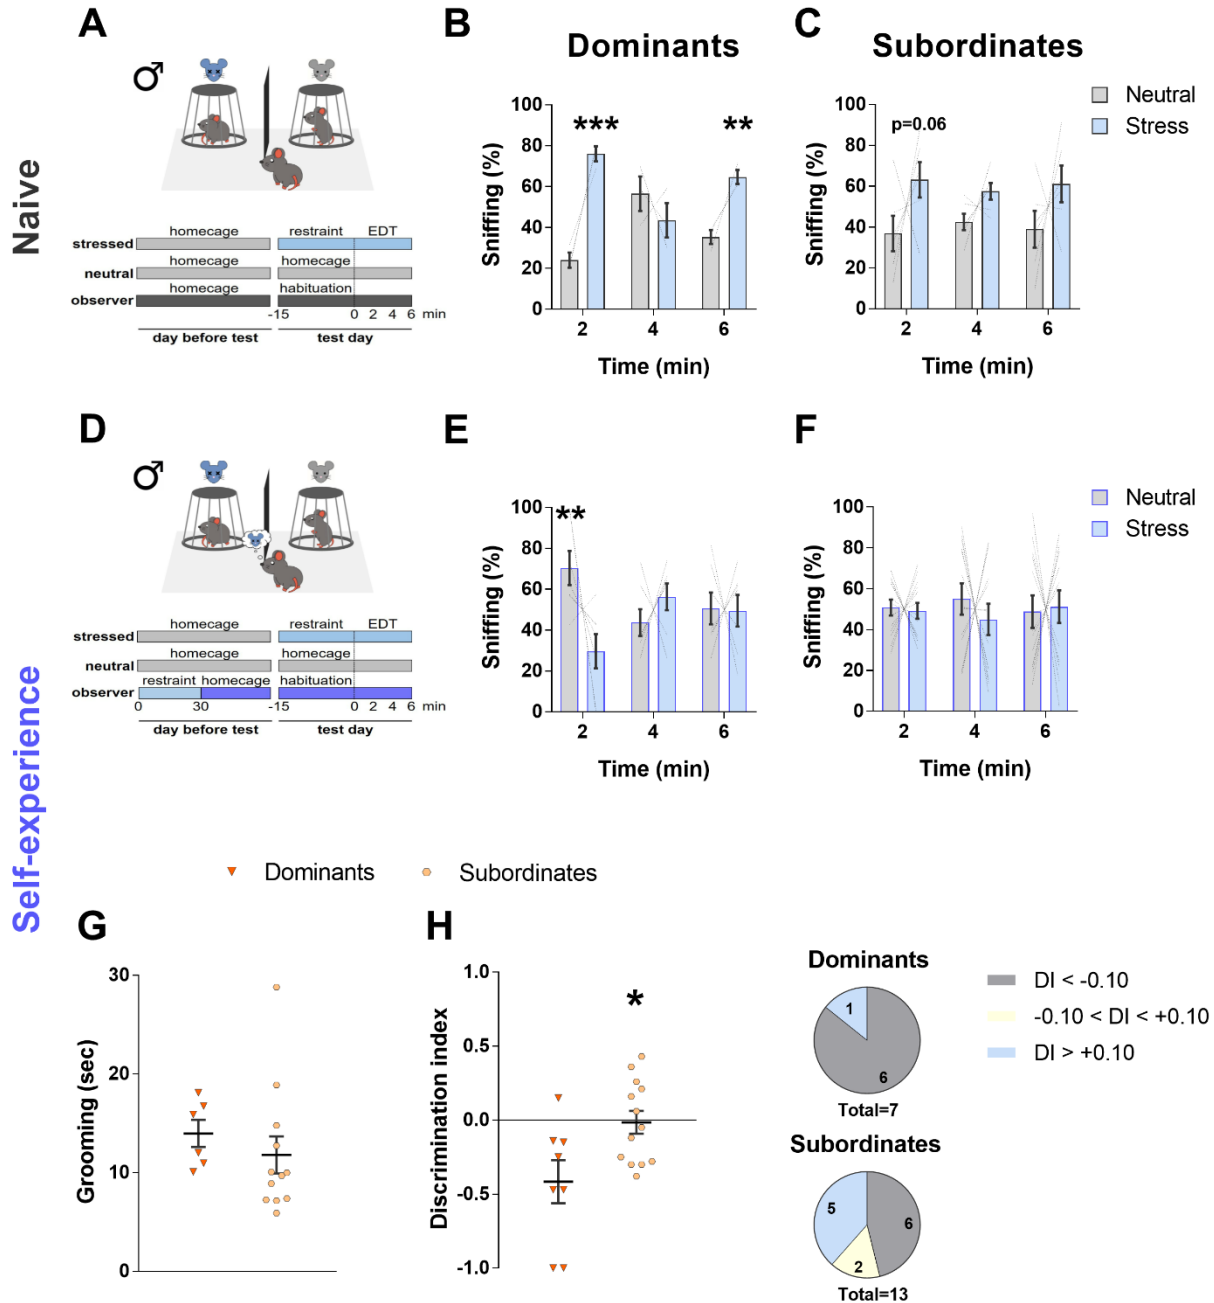 A
B
Dominants
C
Subordinates
Neutral
Stress
Naive
homecage
restraint
EDT
stressed
homecage
homecage
neutral
homecage
habituation
observer
-15
0
2
4
6
min
day before test
test day
Sniffing (%)
100
80
60
40
20
0
***
**
2
4
6
Time (min)
Sniffing (%)
100
80
60
40
20
0
p=0.06
2
4
6
Time (min)
Self-experience
D
E
F
Neutral
Stress
homecage
restraint
EDT
stressed
homecage
homecage
neutral
restraint
homecage
habituation
observer
0
30
-15
0
2
4
6
min
day before test
test day
Sniffing (%)
100
80
60
40
20
0
**
2
4
6
Time (min)
Sniffing (%)
100
80
60
40
20
0
2
4
6
Time (min)
Dominants
Subordinates
G
Grooming (sec)
30
20
10
0
H
Discrimination index
1.0
0.5
0.0
-0.5
-1.0
*
Dominants
1
6
Total=7
Subordinates
5
6
2
Total=13
DI < -0.10
-0.10 < DI < +0.10
DI > +0.10